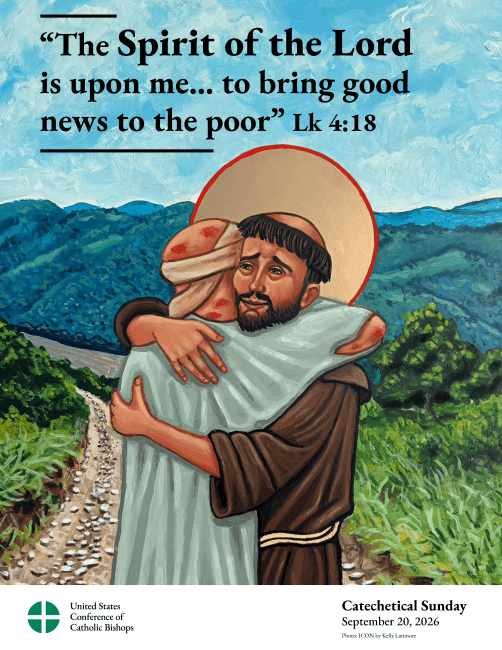 “The Spirit of the Lord
is upon me... to bring good
news to the poor” Lk 4:18
United States
Conference of
Catholic Bishops
Catechetical Sunday
September 20, 2026
Photo: ICON by Kelly Latimore